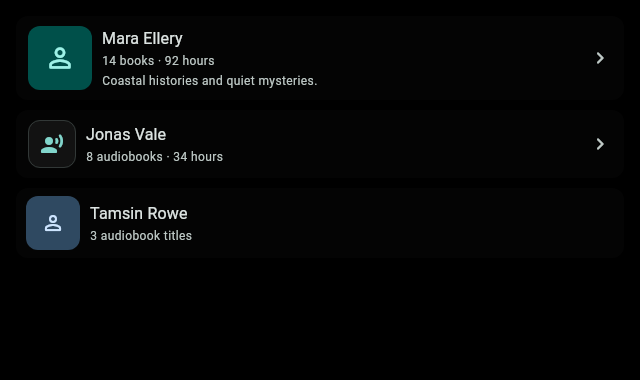 Mara Ellery
14 books · 92 hours
Coastal histories and quiet mysteries.
Jonas Vale
8 audiobooks · 34 hours
Tamsin Rowe
3 audiobook titles